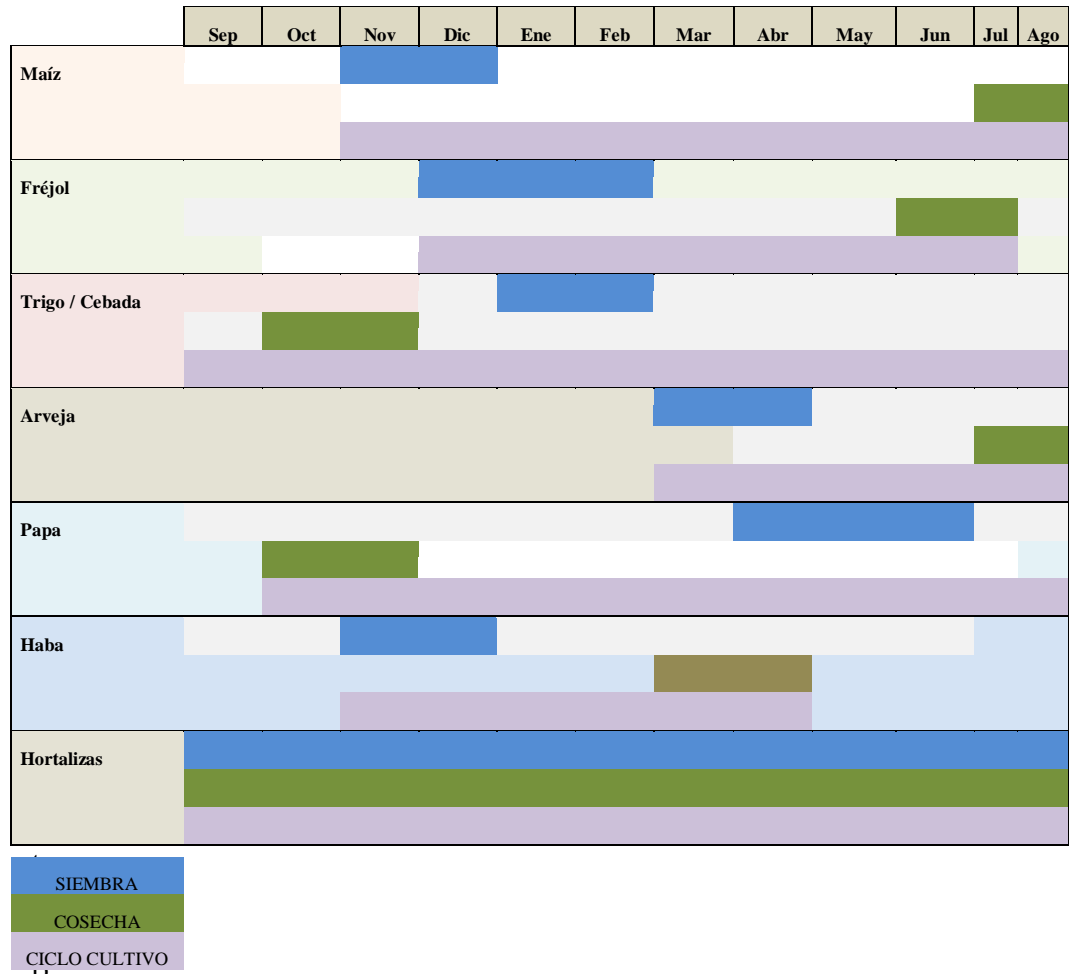 Sep Oct Nov Dic Ene Feb Mar Abr May Jun Jul Ago
Maíz
Fréjol
Trigo / Cebada
Arveja
Papa
Haba
Hortalizas
SIEMBRA
COSECHA
CICLO CULTIVO